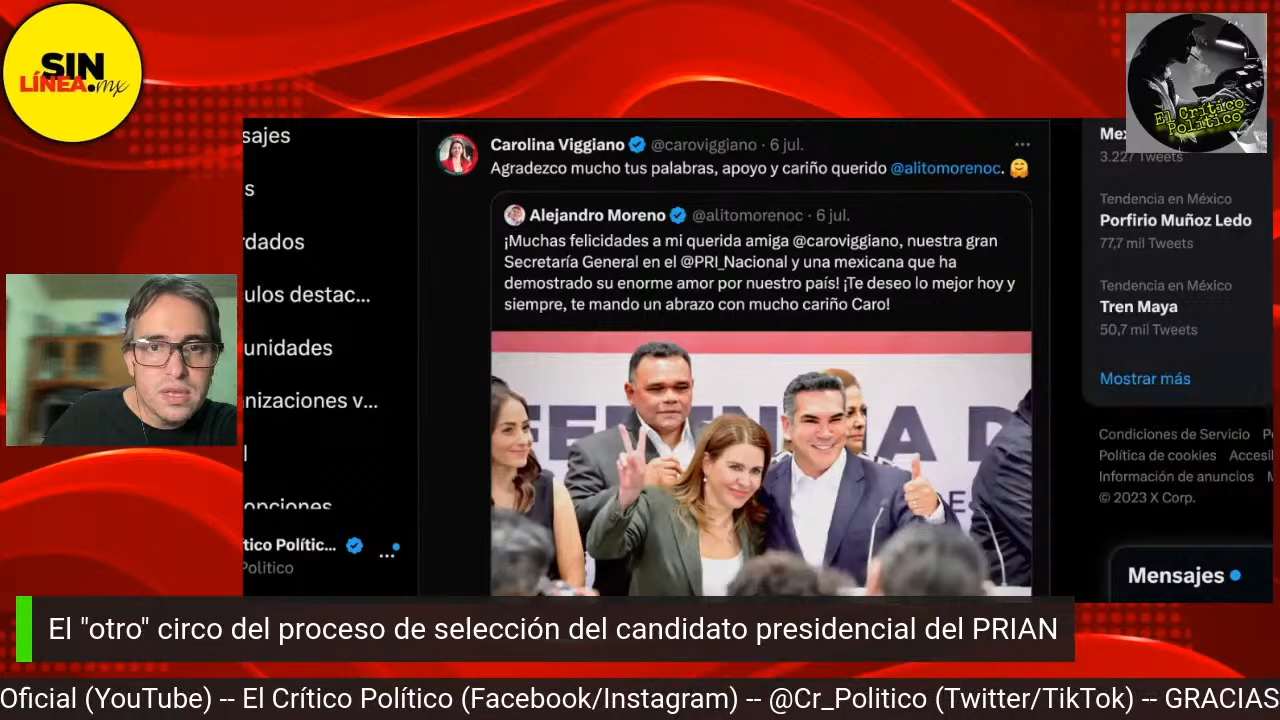 SIN
LÍNEA.mx
El Crítico
Político
sajes
s
dados
ulos destac...
unidades
nizaciones v...
l
opciones
tico Polític...
Politico
Carolina Viggiano @caroviggiano · 6 jul.
Agradezco mucho tus palabras, apoyo y cariño querido @alitomorenoc. 🤗
Alejandro Moreno @alitomorenoc · 6 jul.
¡Muchas felicidades a mi querida amiga @caroviggiano, nuestra gran
Secretaría General en el @PRI_Nacional y una mexicana que ha
demostrado su enorme amor por nuestro país! ¡Te deseo lo mejor hoy y
siempre, te mando un abrazo con mucho cariño Caro!
3.227 Tweets
Tendencia en México
Porfirio Muñoz Ledo
77,7 mil Tweets
Tendencia en México
Tren Maya
50,7 mil Tweets
Mostrar más
Condiciones de Servicio
Política de cookies
Información de anuncios
© 2023 X Corp.
Mensajes
El "otro" circo del proceso de selección del candidato presidencial del PRIAN
Oficial (YouTube) -- El Crítico Político (Facebook/Instagram) -- @Cr_Politico (Twitter/TikTok) -- GRACIAS